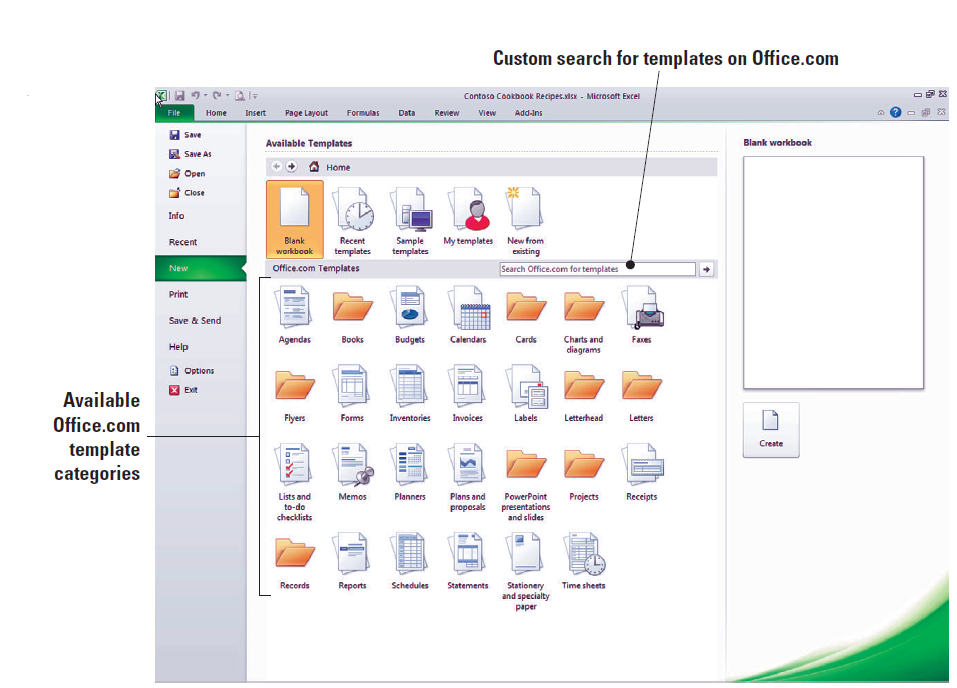 Custom search for templates on Office.com
Contoso Cookbook Recipes.xlsx - Microsoft Excel
File Home Insert Page Layout Formulas Data Review View Add-Ins
Save
Save As
Open
Close
Info
Recent
New
Print
Save & Send
Help
Options
Exit
Available Templates
Home
Blank
workbook
Recent
templates
Sample
templates
My templates
New from
existing
Office.com Templates
Search Office.com for templates
Agendas
Books
Budgets
Calendars
Cards
Charts and
diagrams
Faxes
Flyers
Forms
Inventories
Invoices
Labels
Letterhead
Letters
Lists and
to-do
checklists
Memos
Planners
Plans and
proposals
PowerPoint
presentations
and slides
Projects
Receipts
Records
Reports
Schedules
Statements
Stationery
and specialty
paper
Time sheets
Blank workbook
Create
Available
Office.com
template
categories